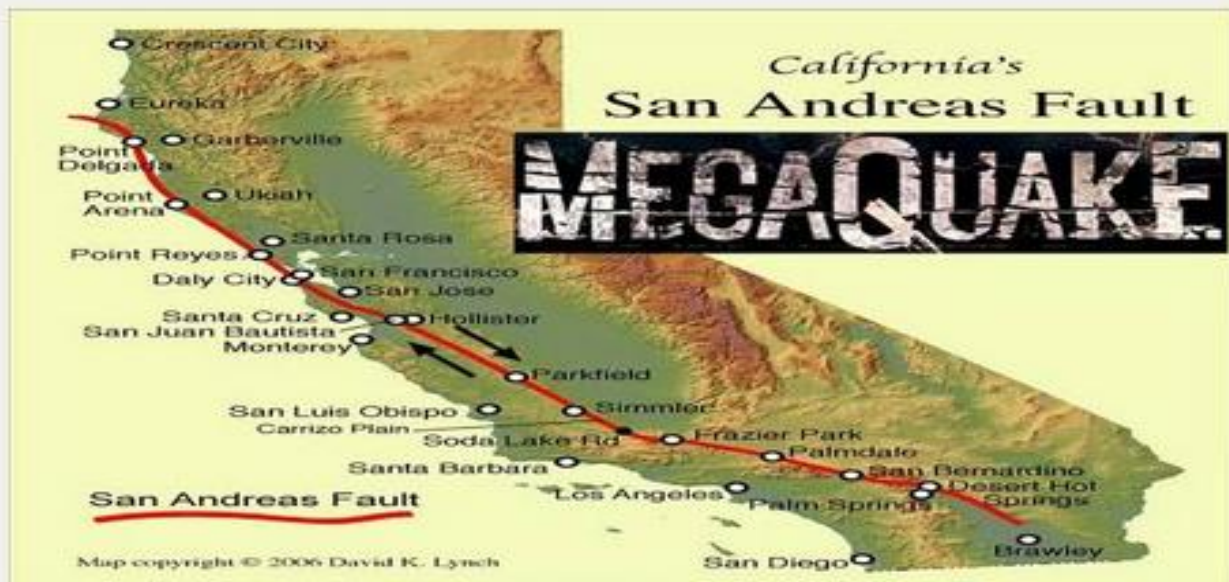 California's
San Andreas Fault
MEGAQUAKE
Crescent City
Eureka
Garberville
Point
Delgada
Ukiah
Point
Arena
Santa Rosa
Point Reyes
San Francisco
Daly City
San Jose
Santa Cruz
Hollister
San Juan Bautista
Monterey
Parkfield
San Luis Obispo
Simmler
Carrizo Plain
Soda Lake Rd
Frazier Park
Palmdale
Santa Barbara
San Bernardino
Los Angeles
Desert Hot
Springs
Palm Springs
San Andreas Fault
Brawley
San Diego
Map copyright © 2006 David K. Lynch